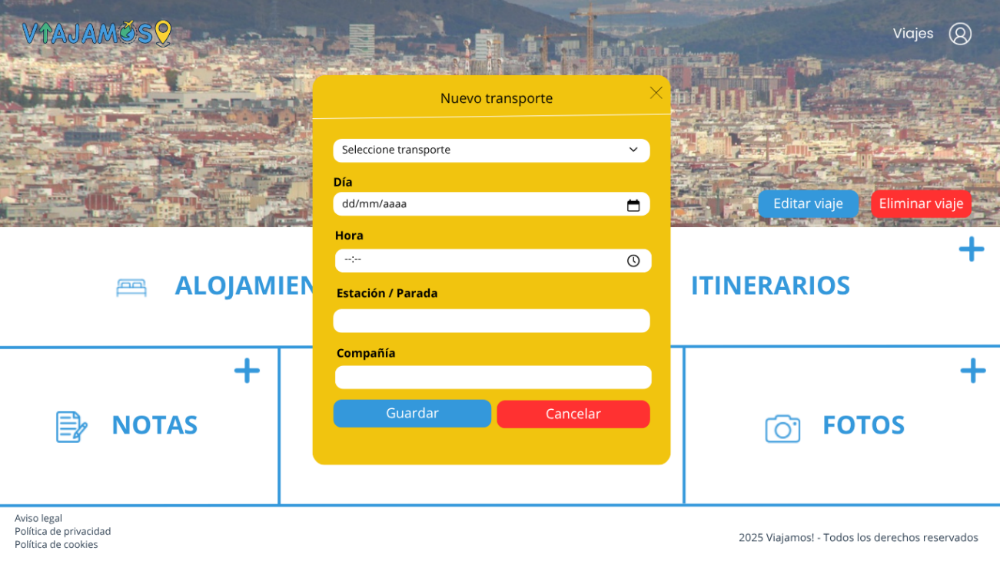 VIAJAMOS
Viajes
Nuevo transporte
Seleccione transporte
Día
dd/mm/aaaa
Editar viaje
Eliminar viaje
Hora
--:--
ALOJAMIEN
ITINERARIOS
Estación / Parada
Compañía
Guardar
Cancelar
NOTAS
FOTOS
Aviso legal
Política de privacidad
Política de cookies
2025 Viajamos! - Todos los derechos reservados